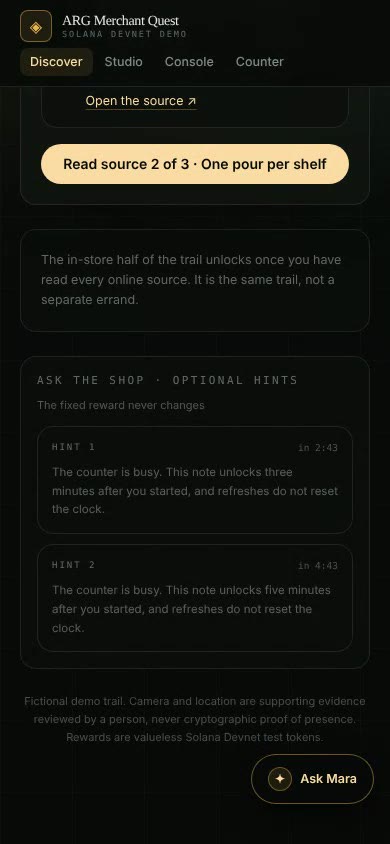 ARG Merchant Quest
SOLANA DEVNET DEMO
Discover Studio Console Counter
Open the source ↗
Read source 2 of 3 · One pour per shelf
The in-store half of the trail unlocks once you have
read every online source. It is the same trail, not a
separate errand.
ASK THE SHOP · OPTIONAL HINTS
The fixed reward never changes
HINT 1 in 2:43
The counter is busy. This note unlocks three
minutes after you started, and refreshes do not reset
the clock.
HINT 2 in 4:43
The counter is busy. This note unlocks five minutes
after you started, and refreshes do not reset the
clock.
Fictional demo trail. Camera and location are supporting evidence
reviewed by a person, never cryptographic proof of presence.
Rewards are valueless Solana Devnet test tokens.
Ask Mara